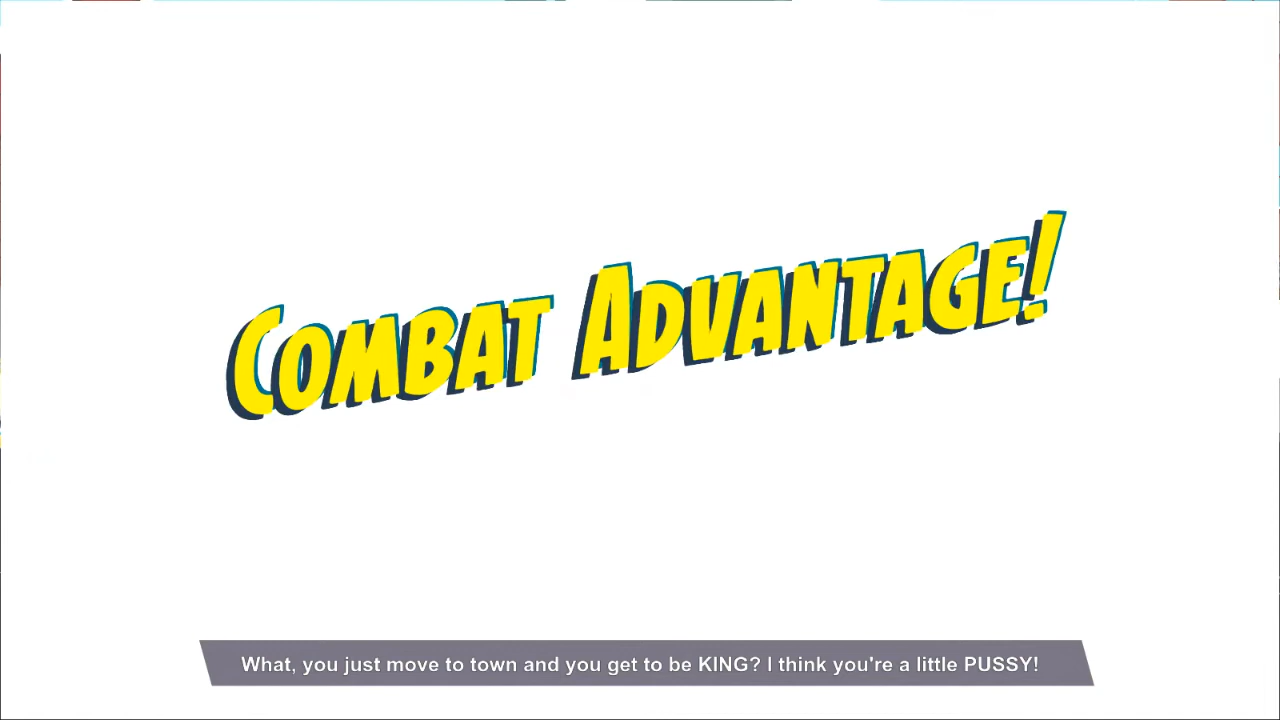 Combat Advantage!
What, you just move to town and you get to be KING? I think you're a little PUSSY!